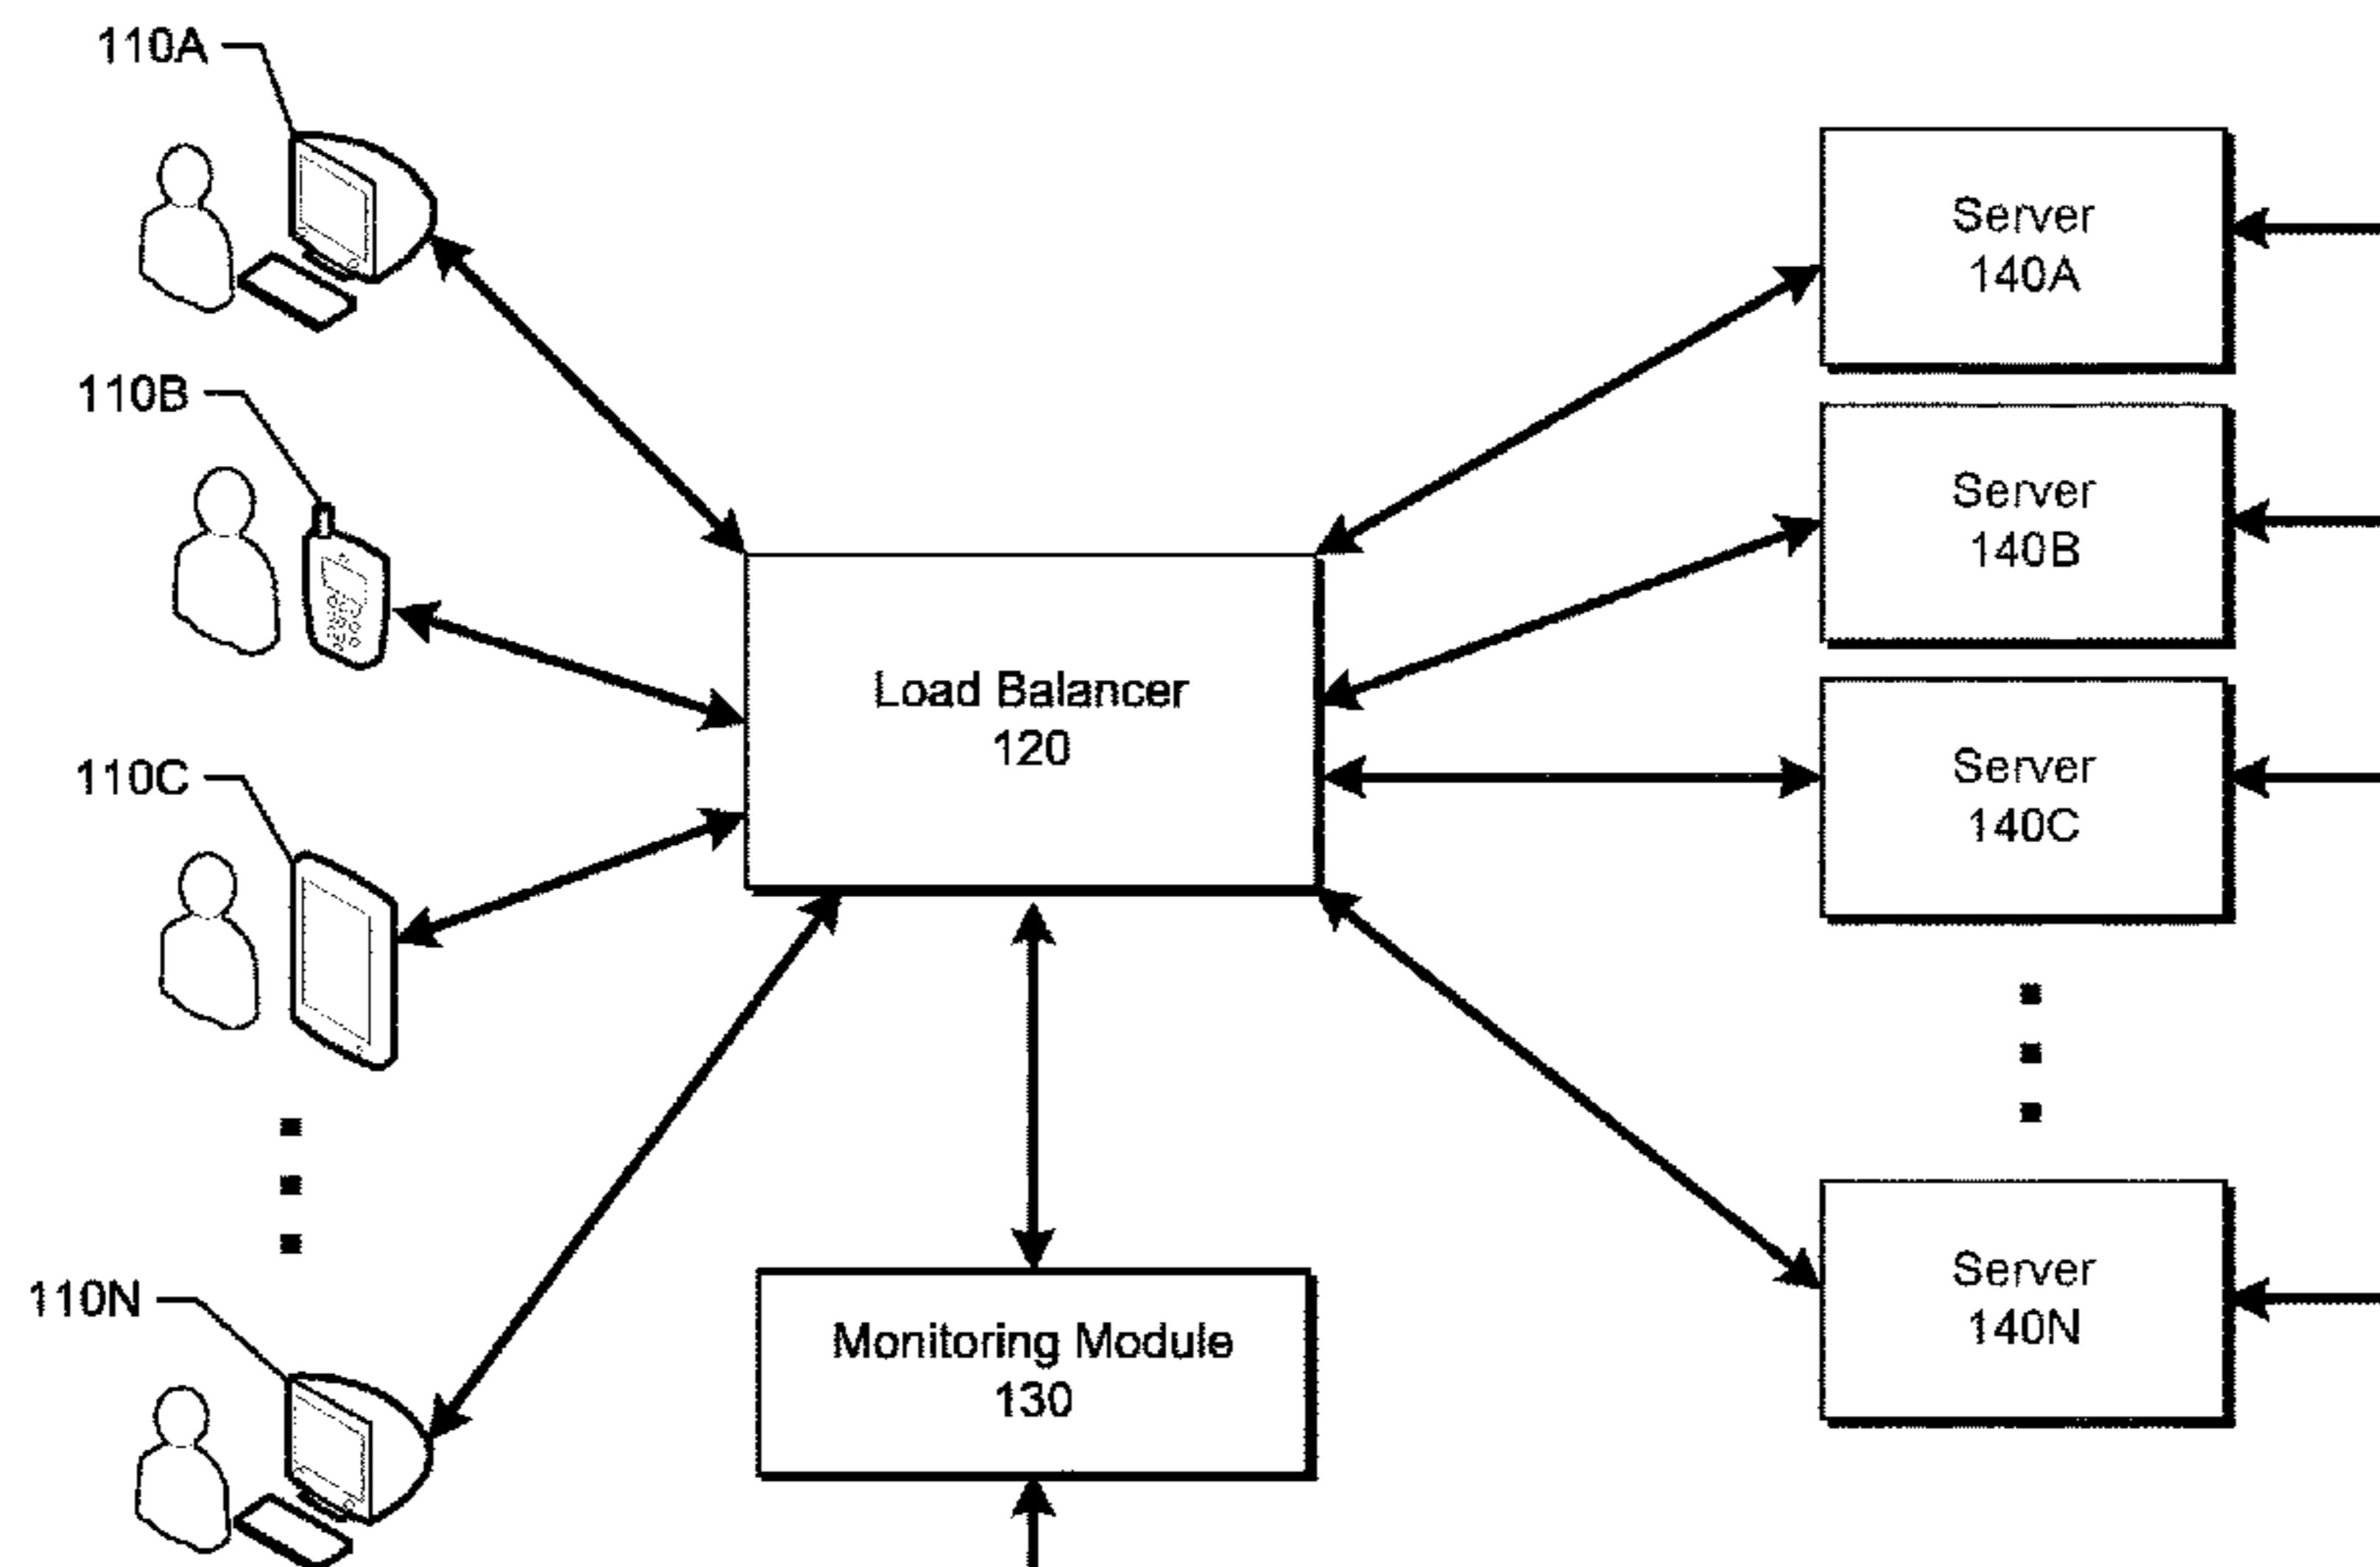 110A
110B
110C
110N
Load Balancer
120
Monitoring Module
130
Server
140A
Server
140B
Server
140C
Server
140N